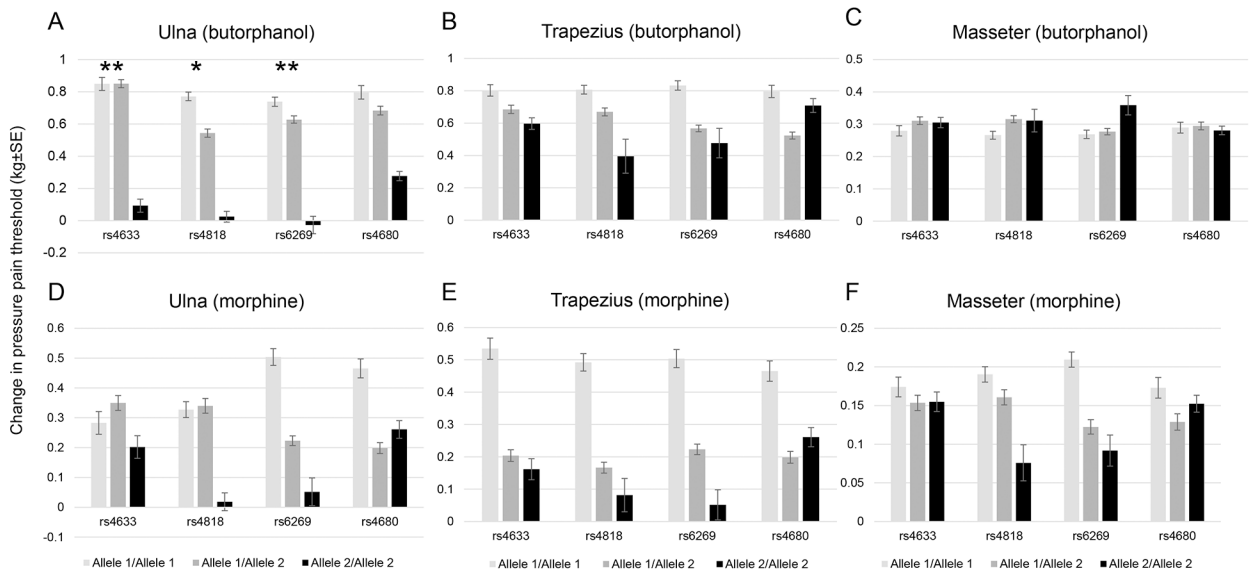 Change in pressure pain threshold (kg±SE)
A
Ulna (butorphanol)
1
0.8
0.6
0.4
0.2
0
-0.2
** * **
rs4633 rs4818 rs6269 rs4680
B
Trapezius (butorphanol)
1
0.8
0.6
0.4
0.2
0
rs4633 rs4818 rs6269 rs4680
C
Masseter (butorphanol)
0.5
0.4
0.3
0.2
0.1
0
rs4633 rs4818 rs6269 rs4680
D
Ulna (morphine)
0.6
0.5
0.4
0.3
0.2
0.1
0
-0.1
rs4633 rs4818 rs6269 rs4680
Allele 1/Allele 1 Allele 1/Allele 2 Allele 2/Allele 2
E
Trapezius (morphine)
0.6
0.5
0.4
0.3
0.2
0.1
0
rs4633 rs4818 rs6269 rs4680
Allele 1/Allele 1 Allele 1/Allele 2 Allele 2/Allele 2
F
Masseter (morphine)
0.25
0.2
0.15
0.1
0.05
0
rs4633 rs4818 rs6269 rs4680
Allele 1/Allele 1 Allele 1/Allele 2 Allele 2/Allele 2